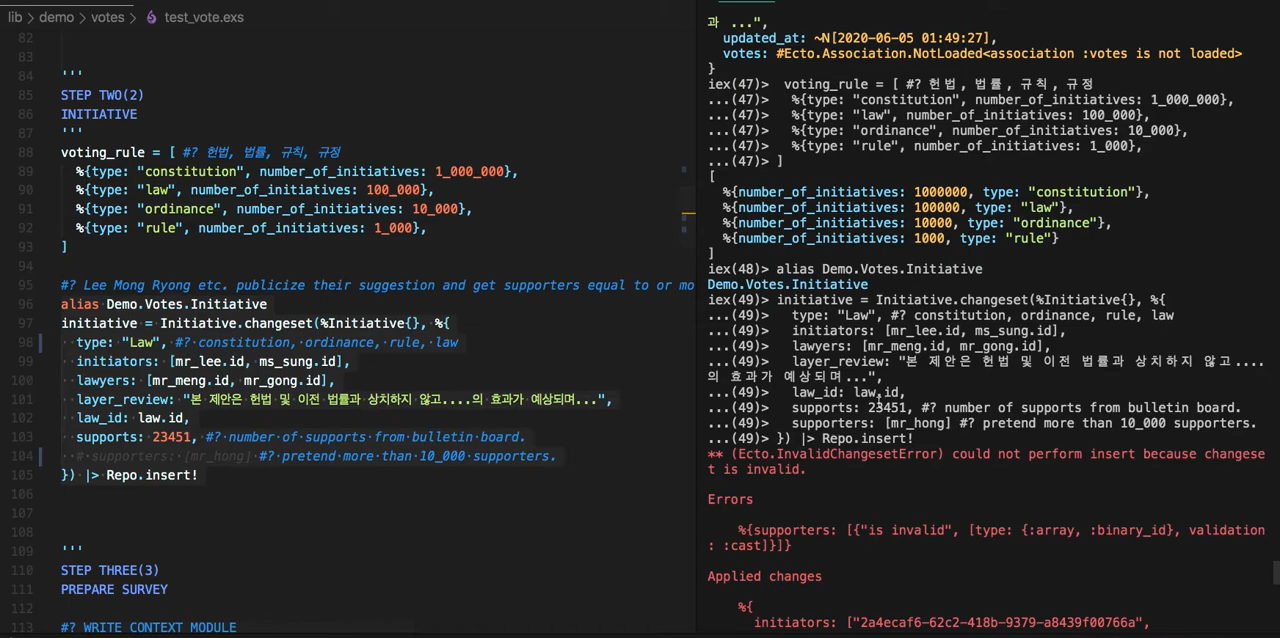 lib > demo > votes > test_vote.exs
82
83
84 '''
85 STEP TWO(2)
86 INITIATIVE
87 '''
88 voting_rule = [ #? 헌법, 법률, 규칙, 규정
89 %{type: "constitution", number_of_initiatives: 1_000_000},
90 %{type: "law", number_of_initiatives: 100_000},
91 %{type: "ordinance", number_of_initiatives: 10_000},
92 %{type: "rule", number_of_initiatives: 1_000},
93 ]
94
95 #? Lee Mong Ryong etc. publicize their suggestion and get supporters equal to or mo
96 alias Demo.Votes.Initiative
97 initiative = Initiative.changeset(%Initiative{}, %{
98 type: "Law", #? constitution, ordinance, rule, law
99 initiators: [mr_lee.id, ms_sung.id],
100 lawyers: [mr_meng.id, mr_gong.id],
101 layer_review: "본 제안은 헌법 및 이전 법률과 상치하지 않고....의 효과가 예상되며...",
102 law_id: law.id,
103 supports: 23451, #? number of supports from bulletin board.
104 # supporters: [mr_hong] #? pretend more than 10_000 supporters.
105 }) |> Repo.insert!
106
107
108
109 '''
110 STEP THREE(3)
111 PREPARE SURVEY
112
113 #? WRITE CONTEXT MODULE
과 ...",
updated_at: ~N[2020-06-05 01:49:27],
votes: #Ecto.Association.NotLoaded<association :votes is not loaded>
}
iex(47)> voting_rule = [ #? 헌법, 법률, 규칙, 규정
...(47)> %{type: "constitution", number_of_initiatives: 1_000_000},
...(47)> %{type: "law", number_of_initiatives: 100_000},
...(47)> %{type: "ordinance", number_of_initiatives: 10_000},
...(47)> %{type: "rule", number_of_initiatives: 1_000},
...(47)> ]
[
%{number_of_initiatives: 1000000, type: "constitution"},
%{number_of_initiatives: 100000, type: "law"},
%{number_of_initiatives: 10000, type: "ordinance"},
%{number_of_initiatives: 1000, type: "rule"}
]
iex(48)> alias Demo.Votes.Initiative
Demo.Votes.Initiative
iex(49)> initiative = Initiative.changeset(%Initiative{}, %{
...(49)> type: "Law", #? constitution, ordinance, rule, law
...(49)> initiators: [mr_lee.id, ms_sung.id],
...(49)> lawyers: [mr_meng.id, mr_gong.id],
...(49)> layer_review: "본 제안은 헌법 및 이전 법률과 상치하지 않고....
의 효과가 예상되며...",
...(49)> law_id: law.id,
...(49)> supports: 23451, #? number of supports from bulletin board.
...(49)> supporters: [mr_hong] #? pretend more than 10_000 supporters.
...(49)> }) |> Repo.insert!
** (Ecto.InvalidChangesetError) could not perform insert because changese
t is invalid.
Errors
%{supporters: [{"is invalid", [type: {:array, :binary_id}, validation
: :cast]}]}
Applied changes
%{
initiators: ["2a4ecaf6-62c2-418b-9379-a8439f00766a",